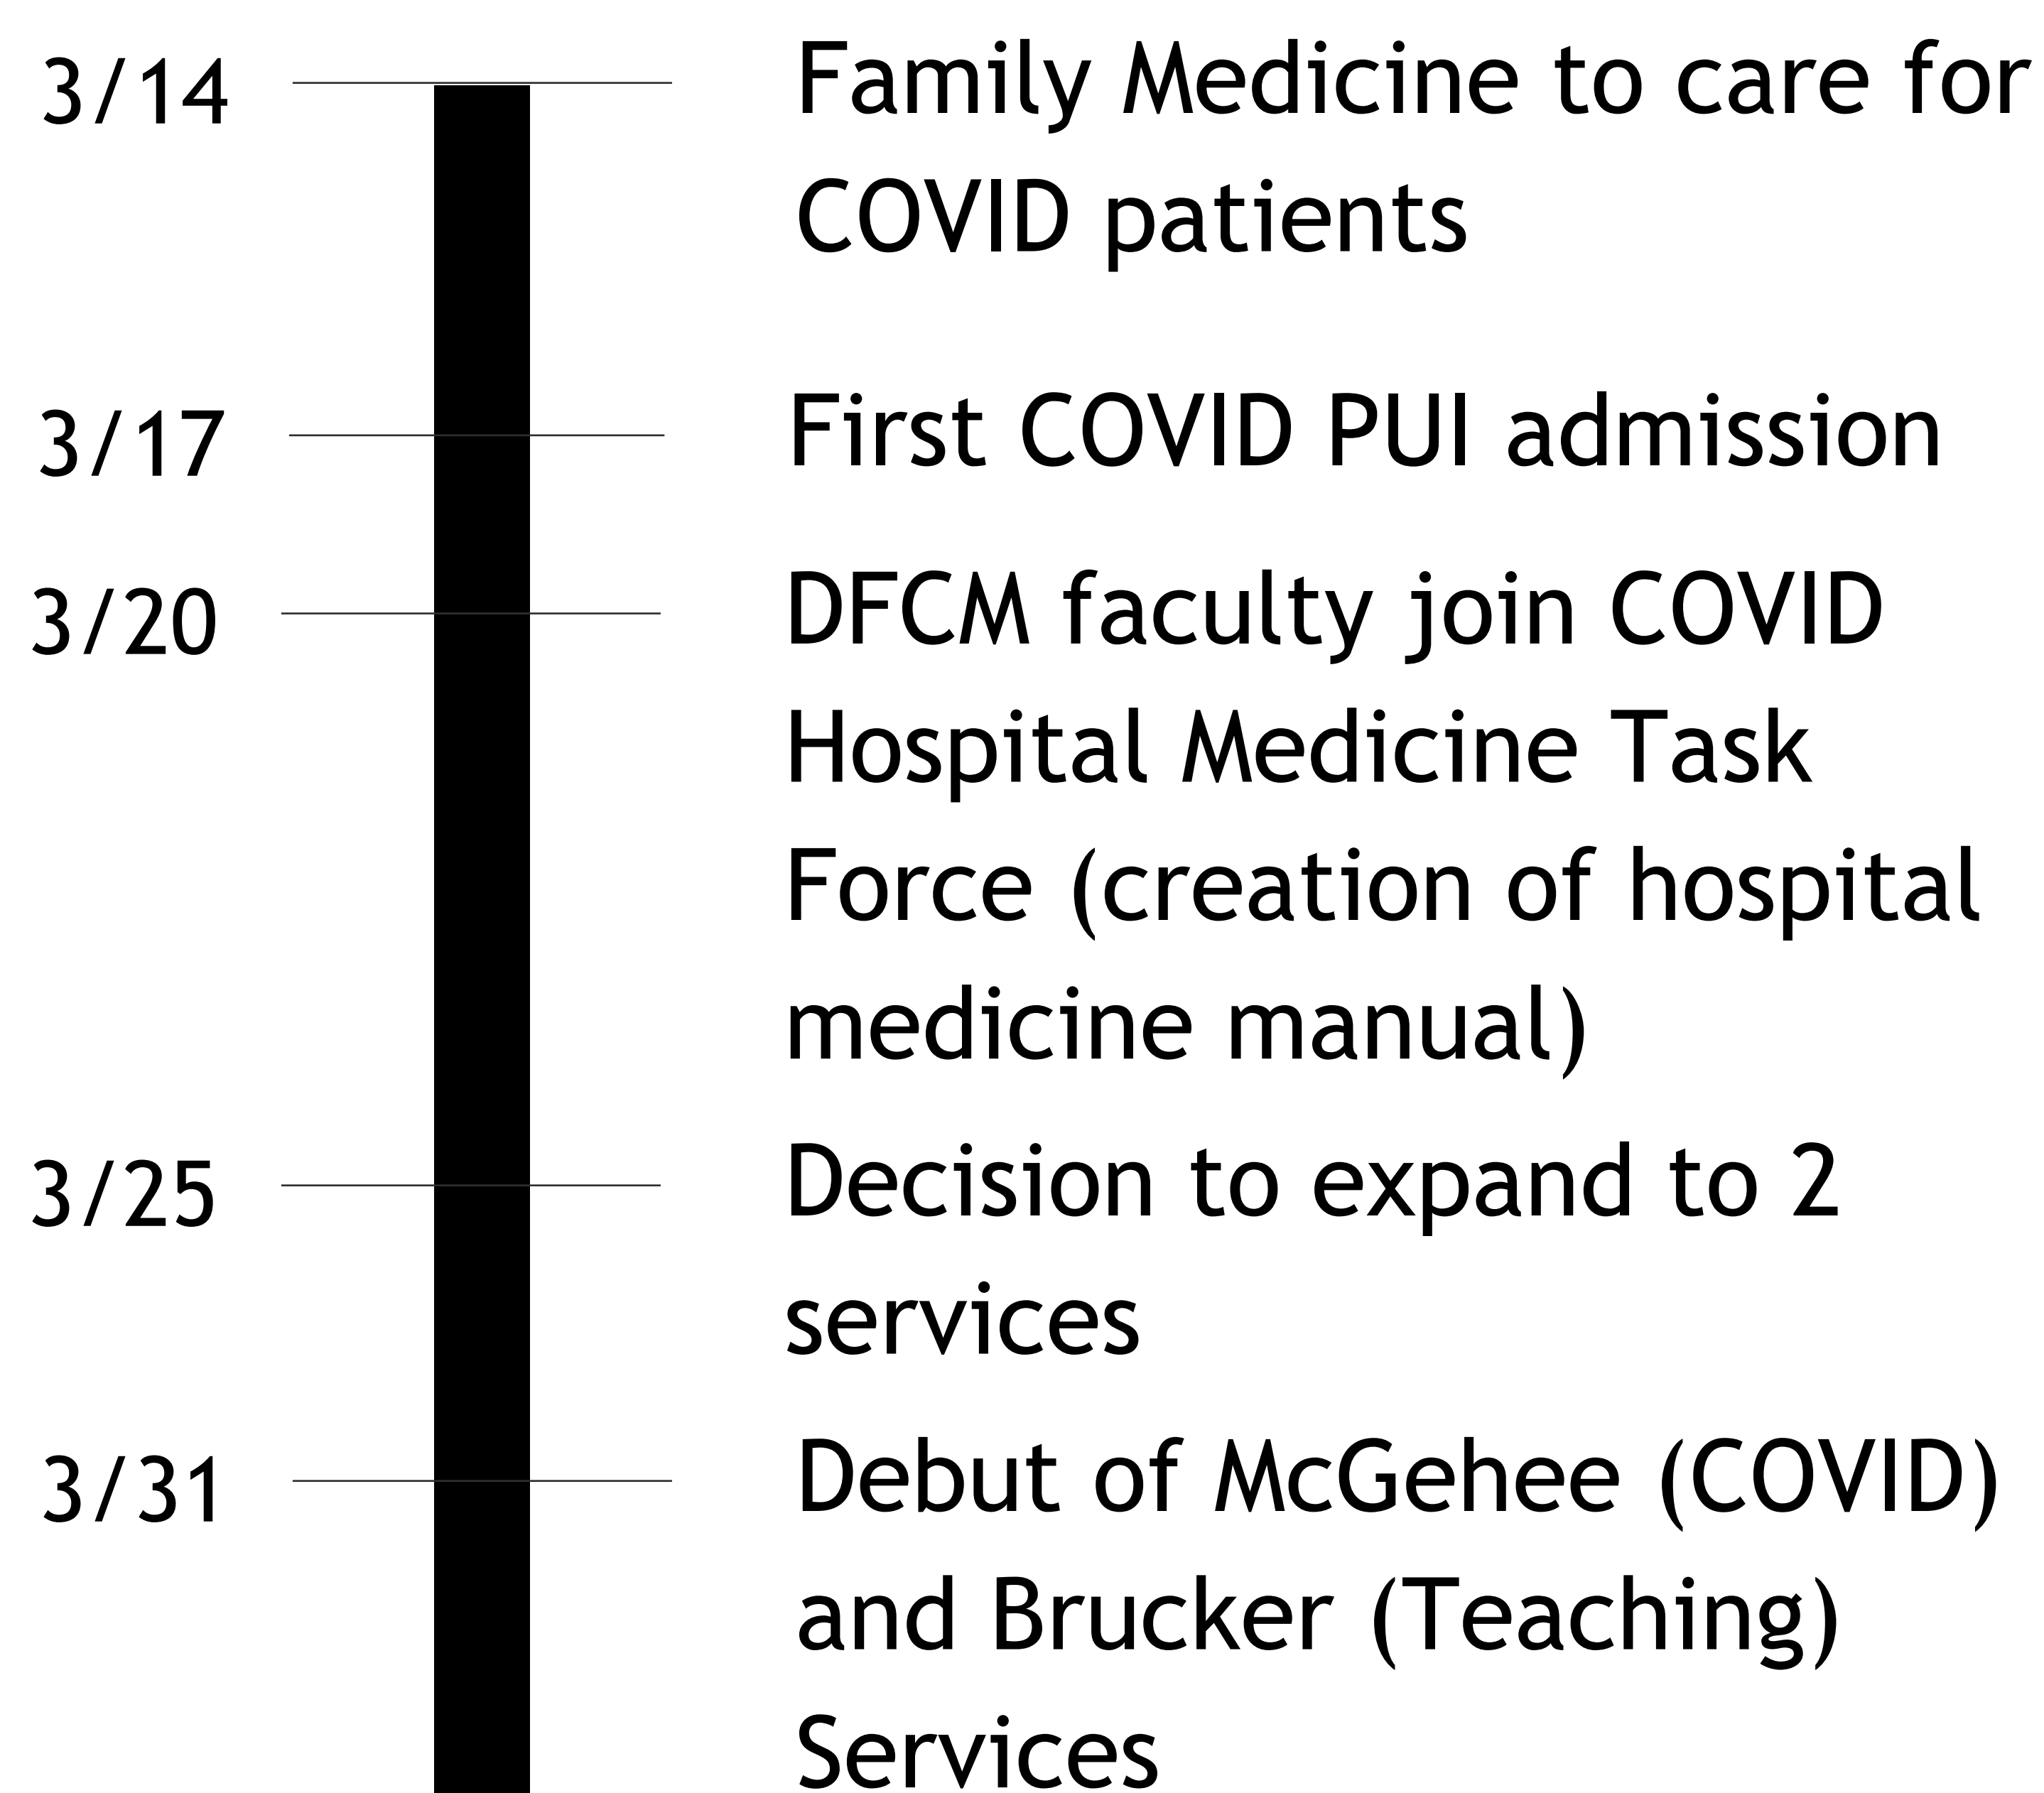 3/14 Family Medicine to care for
COVID patients
3/17 First COVID PUI admission
3/20 DFCM faculty join COVID
Hospital Medicine Task
Force (creation of hospital
medicine manual)
3/25 Decision to expand to 2
services
3/31 Debut of McGehee (COVID)
and Brucker (Teaching)
Services